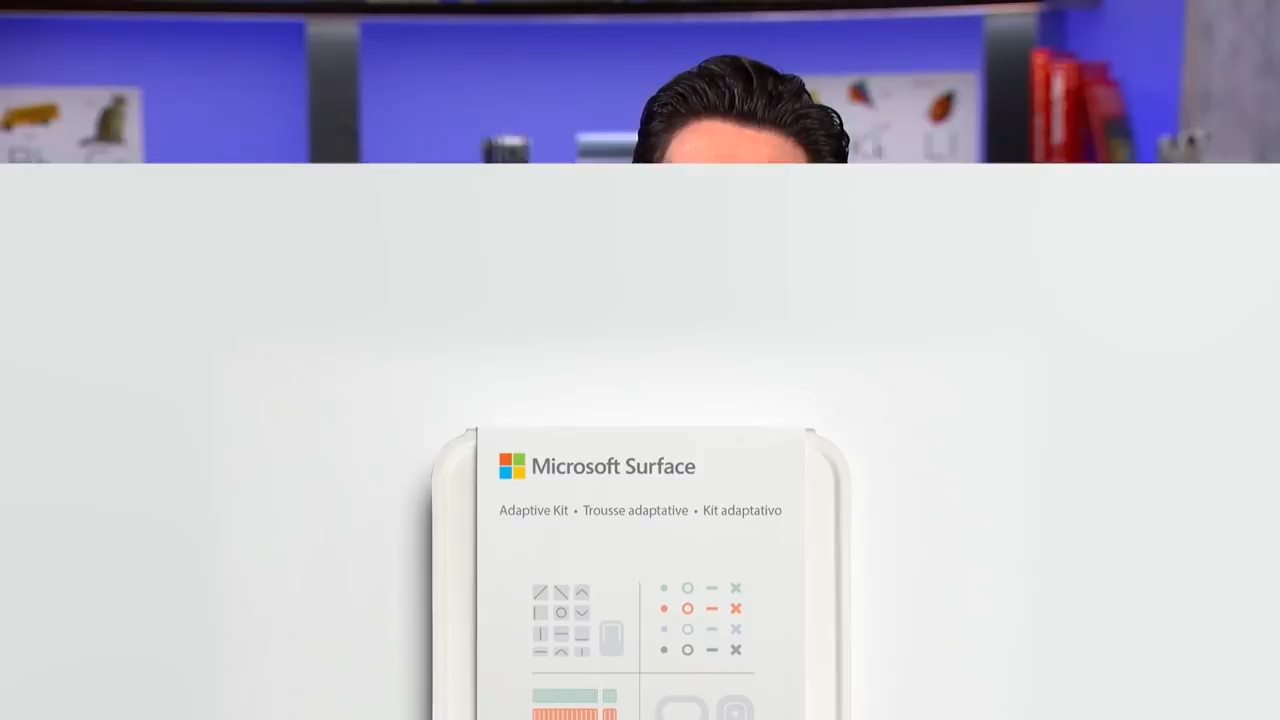 Microsoft Surface
Adaptive Kit • Trousse adaptative • Kit adaptativo